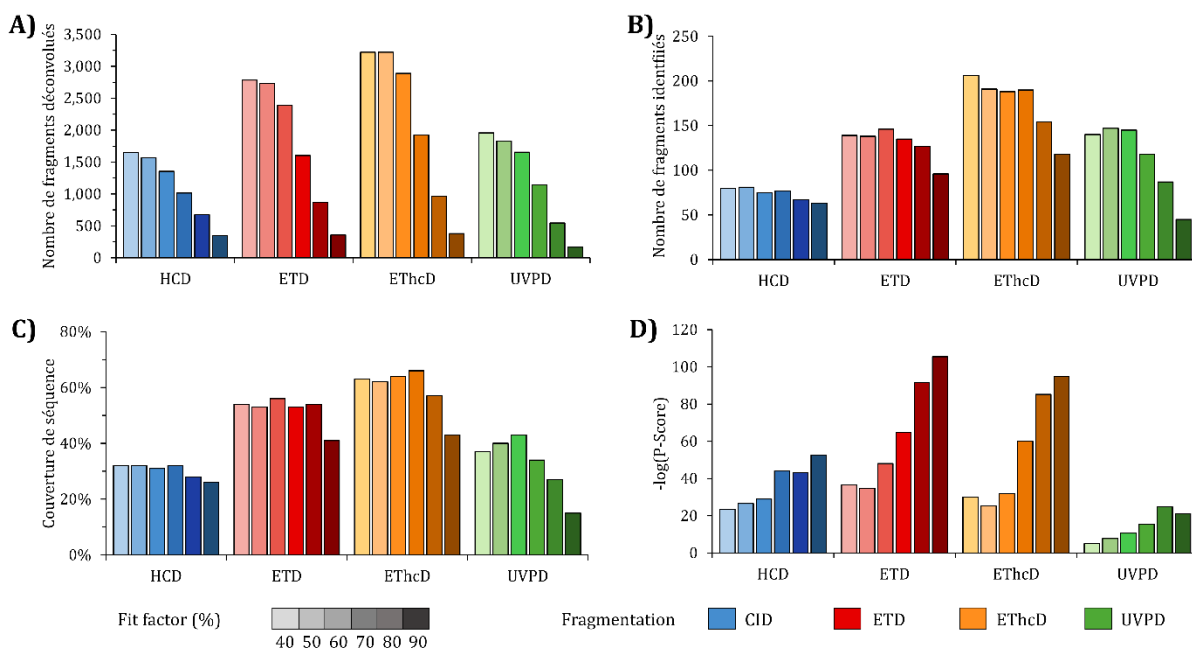 A)
Nombre de fragments déconvolués
3,500
3,000
2,500
2,000
1,500
1,000
500
0
HCD ETD EThcD UVPD
B)
Nombre de fragments identifiiés
250
200
150
100
50
0
HCD ETD EThcD UVPD
C)
Couverture de séquence
80%
60%
40%
20%
0%
HCD ETD EThcD UVPD
D)
-log(P-Score)
120
100
80
60
40
20
0
HCD ETD EThcD UVPD
Fit factor (%)
40 50 60 70 80 90
Fragmentation CID ETD EThcD UVPD